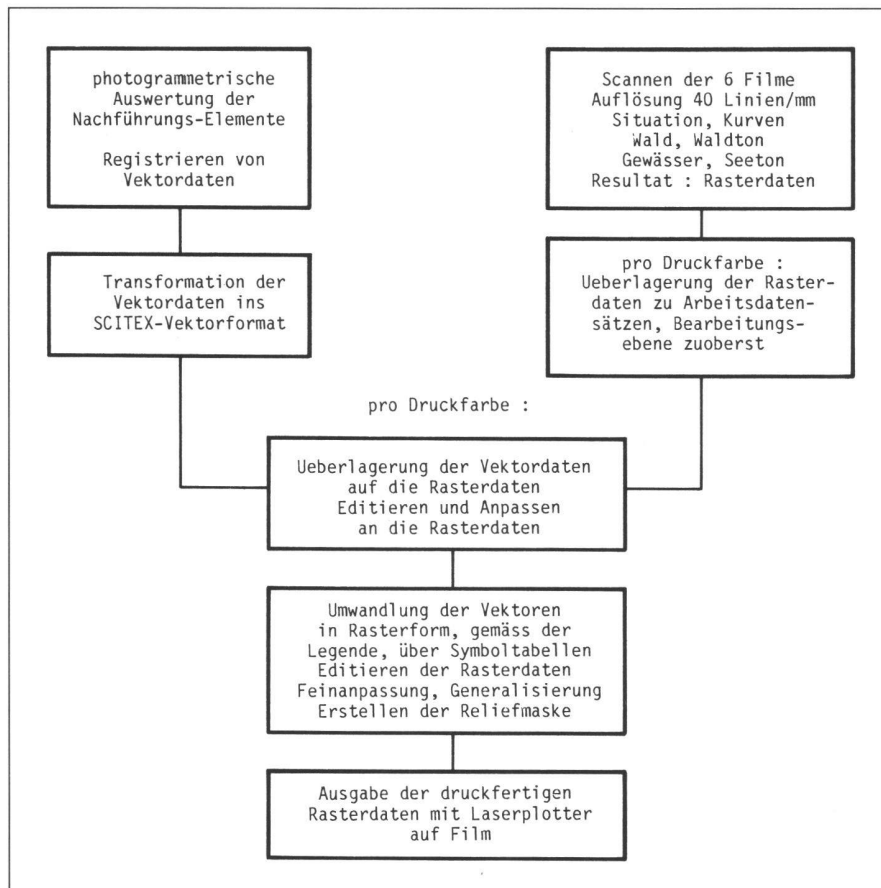 photogrammetrische
Auswertung der
Nachführungs-Elemente
Registrieren von
Vektordaten
Transformation der
Vektordaten ins
SCITEX-Vektorformat
Scannen der 6 Filme
Auflösung 40 Linien/mm
Situation, Kurven
Wald, Waldton
Gewässer, Seeton
Resultat : Rasterdaten
pro Druckfarbe :
Ueberlagerung der Raster-
daten zu Arbeitsdaten-
sätzen, Bearbeitungs-
ebene zuoberst
pro Druckfarbe :
Ueberlagerung der Vektordaten
auf die Rasterdaten
Editieren und Anpassen
an die Rasterdaten
Umwandlung der Vektoren
in Rasterform, gemäss der
Legende, über Symboltabellen
Editieren der Rasterdaten
Feinanpassung, Generalisierung
Erstellen der Reliefmaske
Ausgabe der druckfertigen
Rasterdaten mit Laserplotter
auf Film